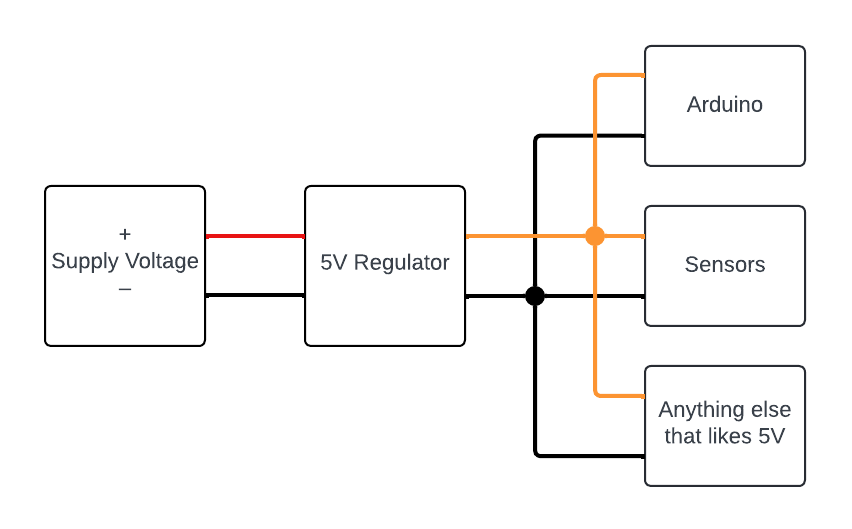 +
Supply Voltage
–
5V Regulator
Arduino
Sensors
Anything else
that likes 5V